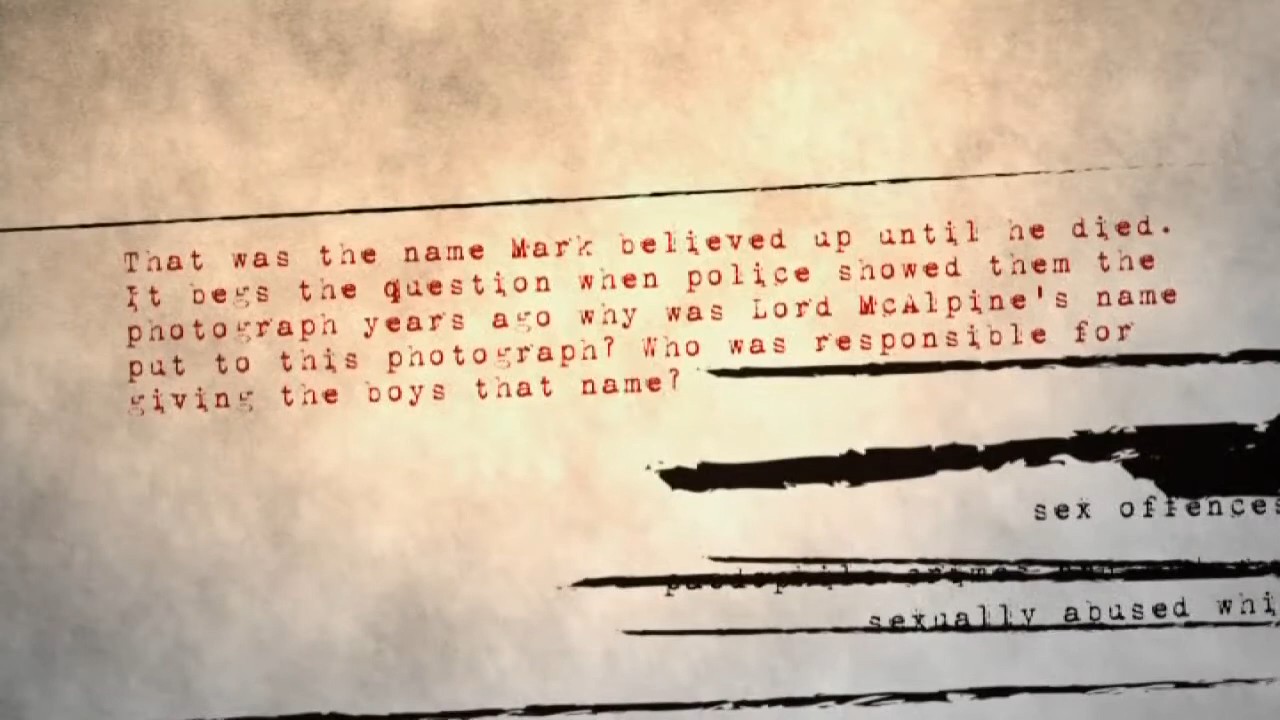 That was the name Mark believed up until he died.
It begs the question when police showed them the
photograph years ago why was Lord McAlpine's name
put to this photograph? Who was responsible for
giving the boys that name?
sex offences
sexually abused whi